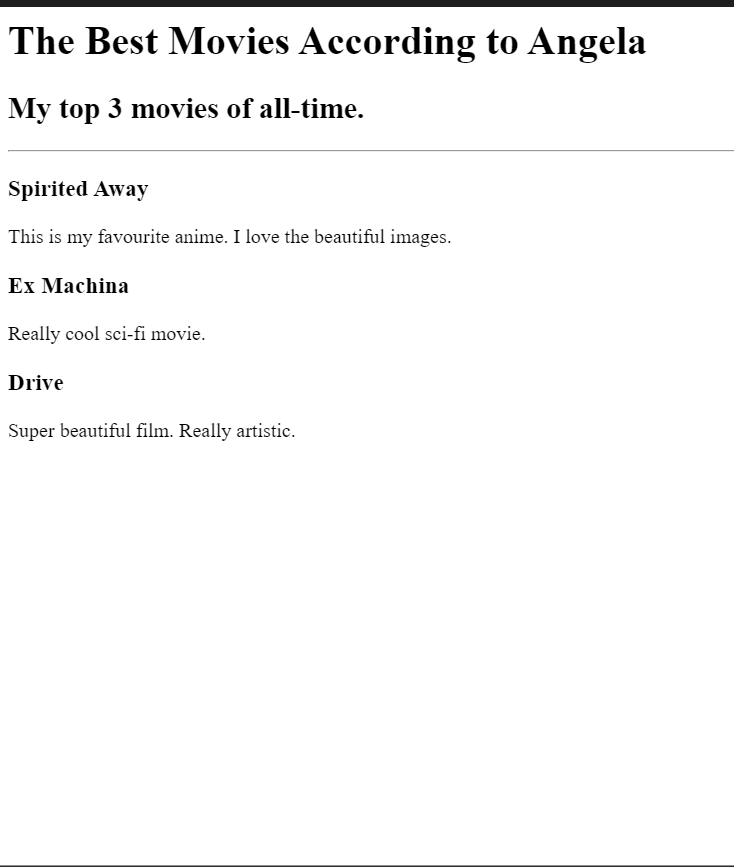 The Best Movies According to Angela
My top 3 movies of all-time.
Spirited Away
This is my favourite anime. I love the beautiful images.
Ex Machina
Really cool sci-fi movie.
Drive
Super beautiful film. Really artistic.